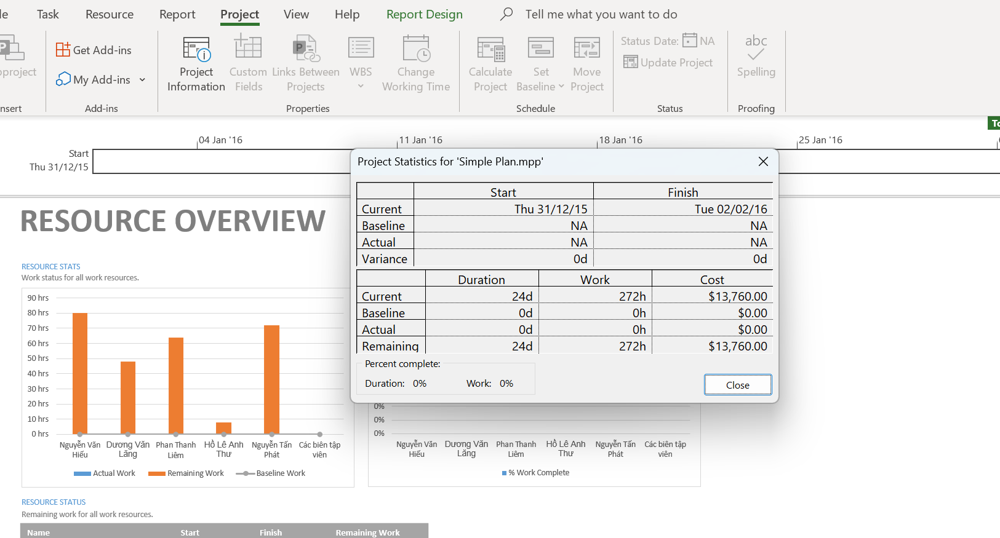 le Task Resource Report Project View Help Report Design Tell me what you want to do
project
Get Add-ins
My Add-ins
Project
Information
Custom
Fields
Links Between
Projects
WBS
Change
Working Time
Calculate
Project
Set
Baseline
Move
Project
Status Date: NA
Update Project
abc
Spelling
nsert Add-ins Properties Schedule Status Proofing
04 Jan '16 11 Jan '16 18 Jan '16 25 Jan '16
Start
Thu 31/12/15
Project Statistics for 'Simple Plan.mpp'
Start Finish
Current Thu 31/12/15 Tue 02/02/16
Baseline NA NA
Actual NA NA
Variance 0d 0d
Duration Work Cost
Current 24d 272h $13,760.00
Baseline 0d 0h $0.00
Actual 0d 0h $0.00
Remaining 24d 272h $13,760.00
Percent complete:
Duration: 0% Work: 0%
Close
RESOURCE OVERVIEW
RESOURCE STATS
Work status for all work resources.
90 hrs
80 hrs
70 hrs
60 hrs
50 hrs
40 hrs
30 hrs
20 hrs
10 hrs
0 hrs
Nguyễn Văn Hiếu
Dương Văn Lăng
Phan Thanh Liêm
Hồ Lê Anh Thư
Nguyễn Tấn Phát
Các biên tập viên
Actual Work Remaining Work Baseline Work
0%
0%
0%
Nguyễn Văn Hiếu
Dương Văn Lăng
Phan Thanh Liêm
Hồ Lê Anh Thư
Nguyễn Tấn Phát
Các biên tập viên
% Work Complete
RESOURCE STATUS
Remaining work for all work resources.
Name Start Finish Remaining Work